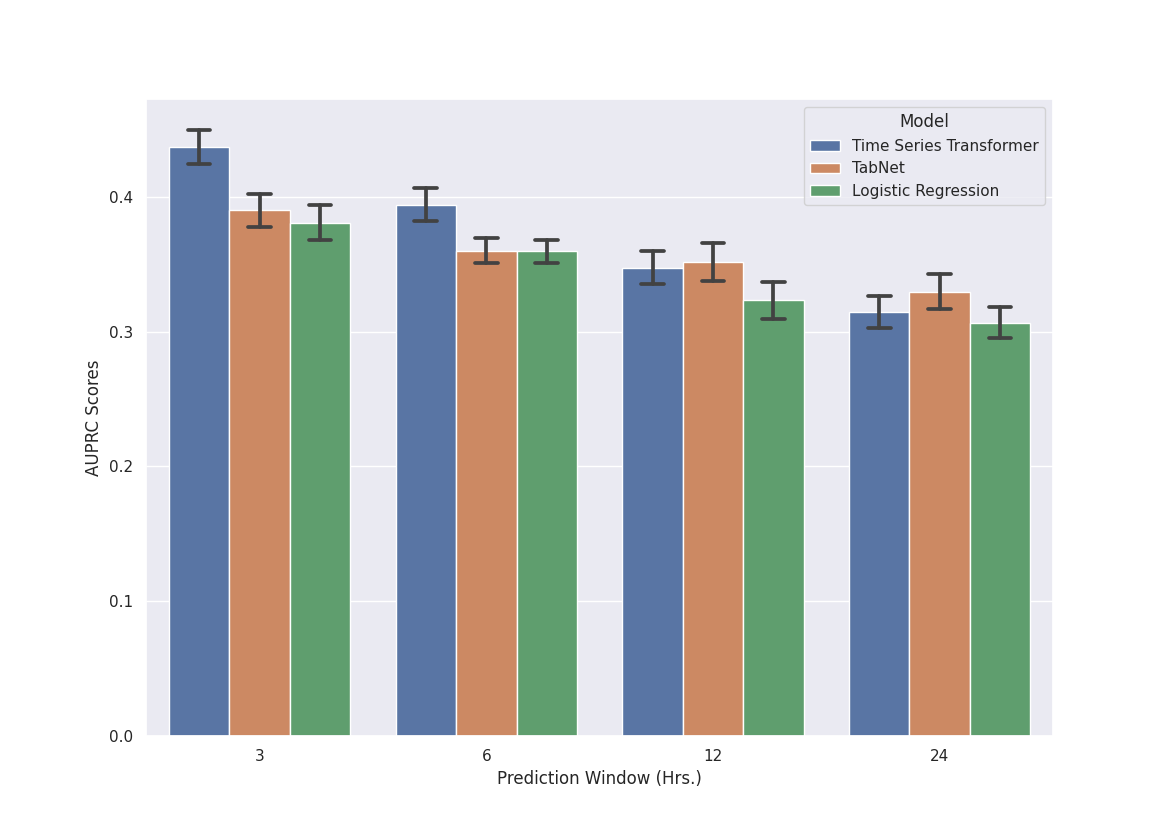 Model
Time Series Transformer
TabNet
Logistic Regression
AUPRC Scores
0.4
0.3
0.2
0.1
0.0
3 6 12 24
Prediction Window (Hrs.)